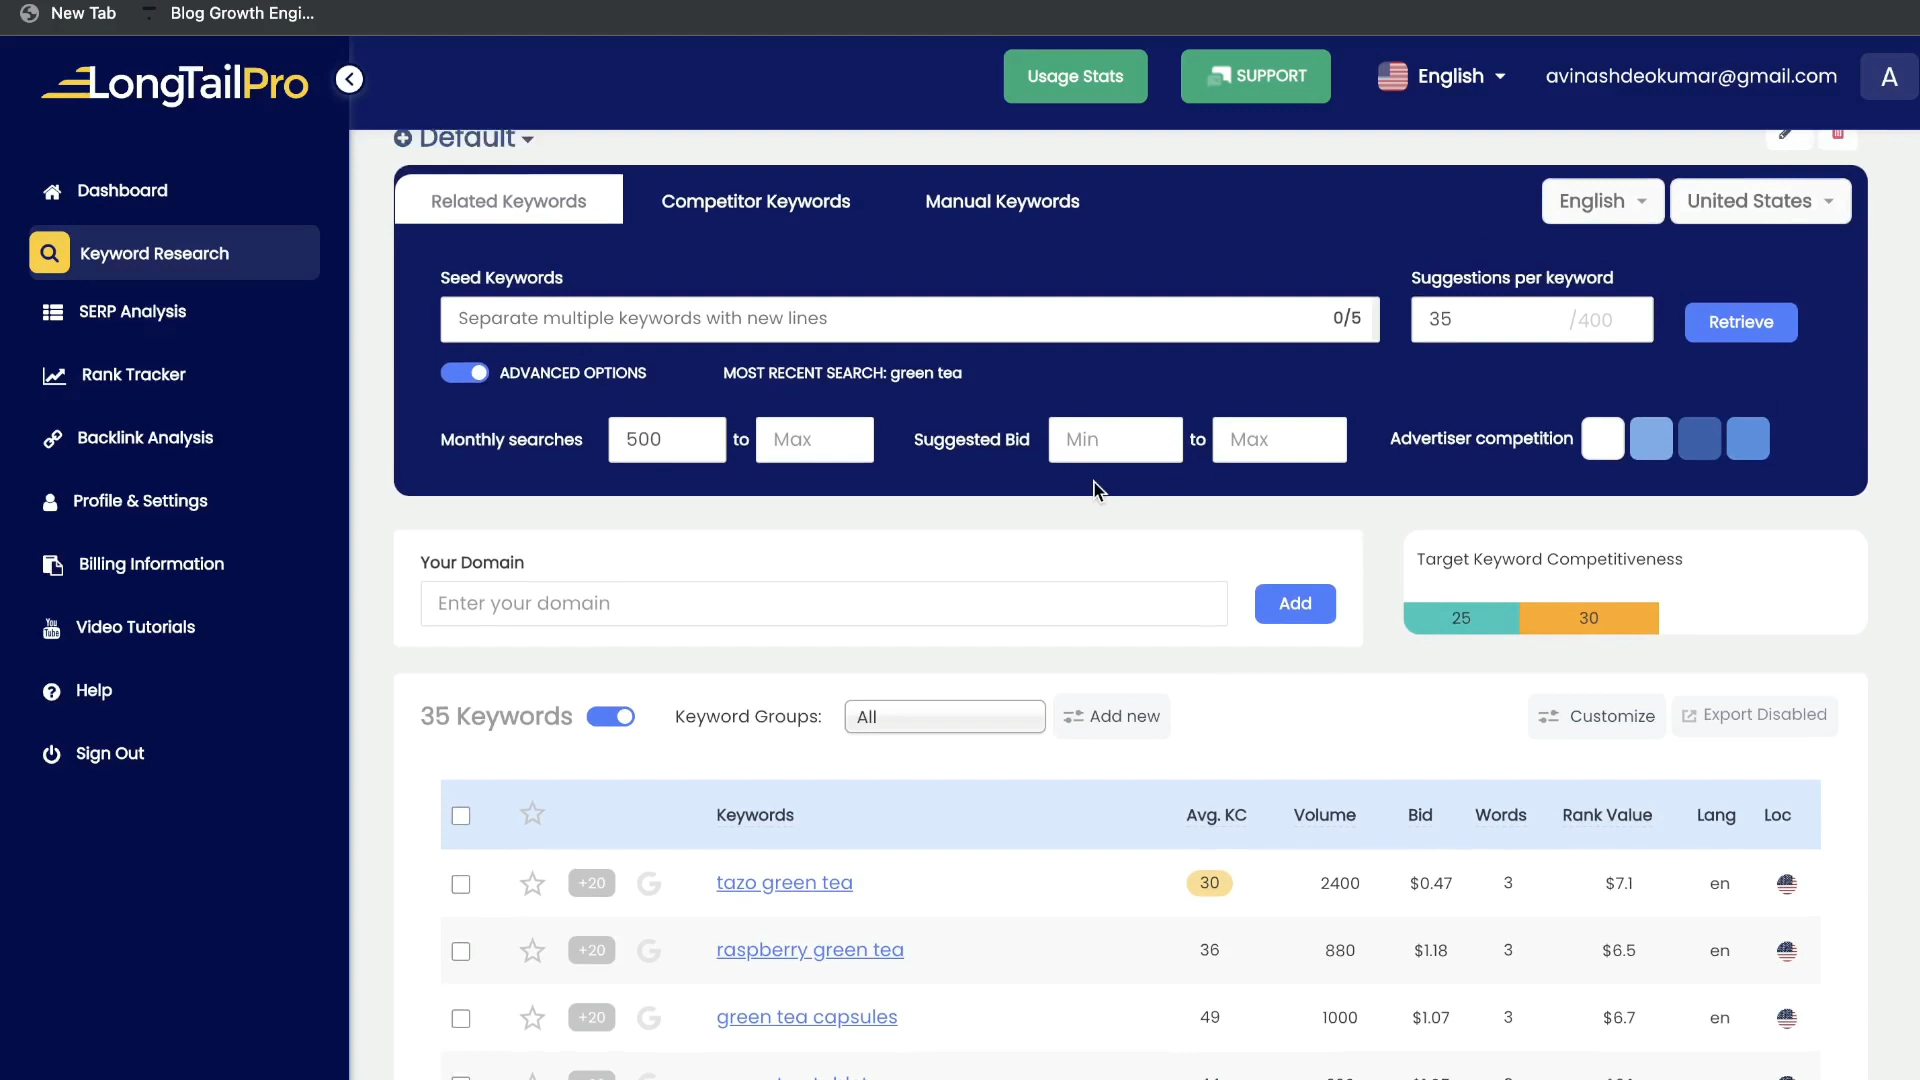 New Tab
Blog Growth Engi...
LongTailPro
Usage Stats
SUPPORT
English
avinashdeokumar@gmail.com
A
Default
Dashboard
Keyword Research
SERP Analysis
Rank Tracker
Backlink Analysis
Profile & Settings
Billing Information
You Tube
Video Tutorials
Help
Sign Out
Related Keywords
Competitor Keywords
Manual Keywords
English
United States
Seed Keywords
Suggestions per keyword
Separate multiple keywords with new lines
0/5
35
/400
Retrieve
ADVANCED OPTIONS
MOST RECENT SEARCH: green tea
Monthly searches
500
to
Max
Suggested Bid
Min
to
Max
Advertiser competition
Your Domain
Enter your domain
Add
Target Keyword Competitiveness
25
30
35 Keywords
Keyword Groups:
All
Add new
Customize
Export Disabled
Keywords Avg. KC Volume Bid Words Rank Value Lang Loc
+20 G tazo green tea 30 2400 $0.47 3 $7.1 en
+20 G raspberry green tea 36 880 $1.18 3 $6.5 en
+20 G green tea capsules 49 1000 $1.07 3 $6.7 en